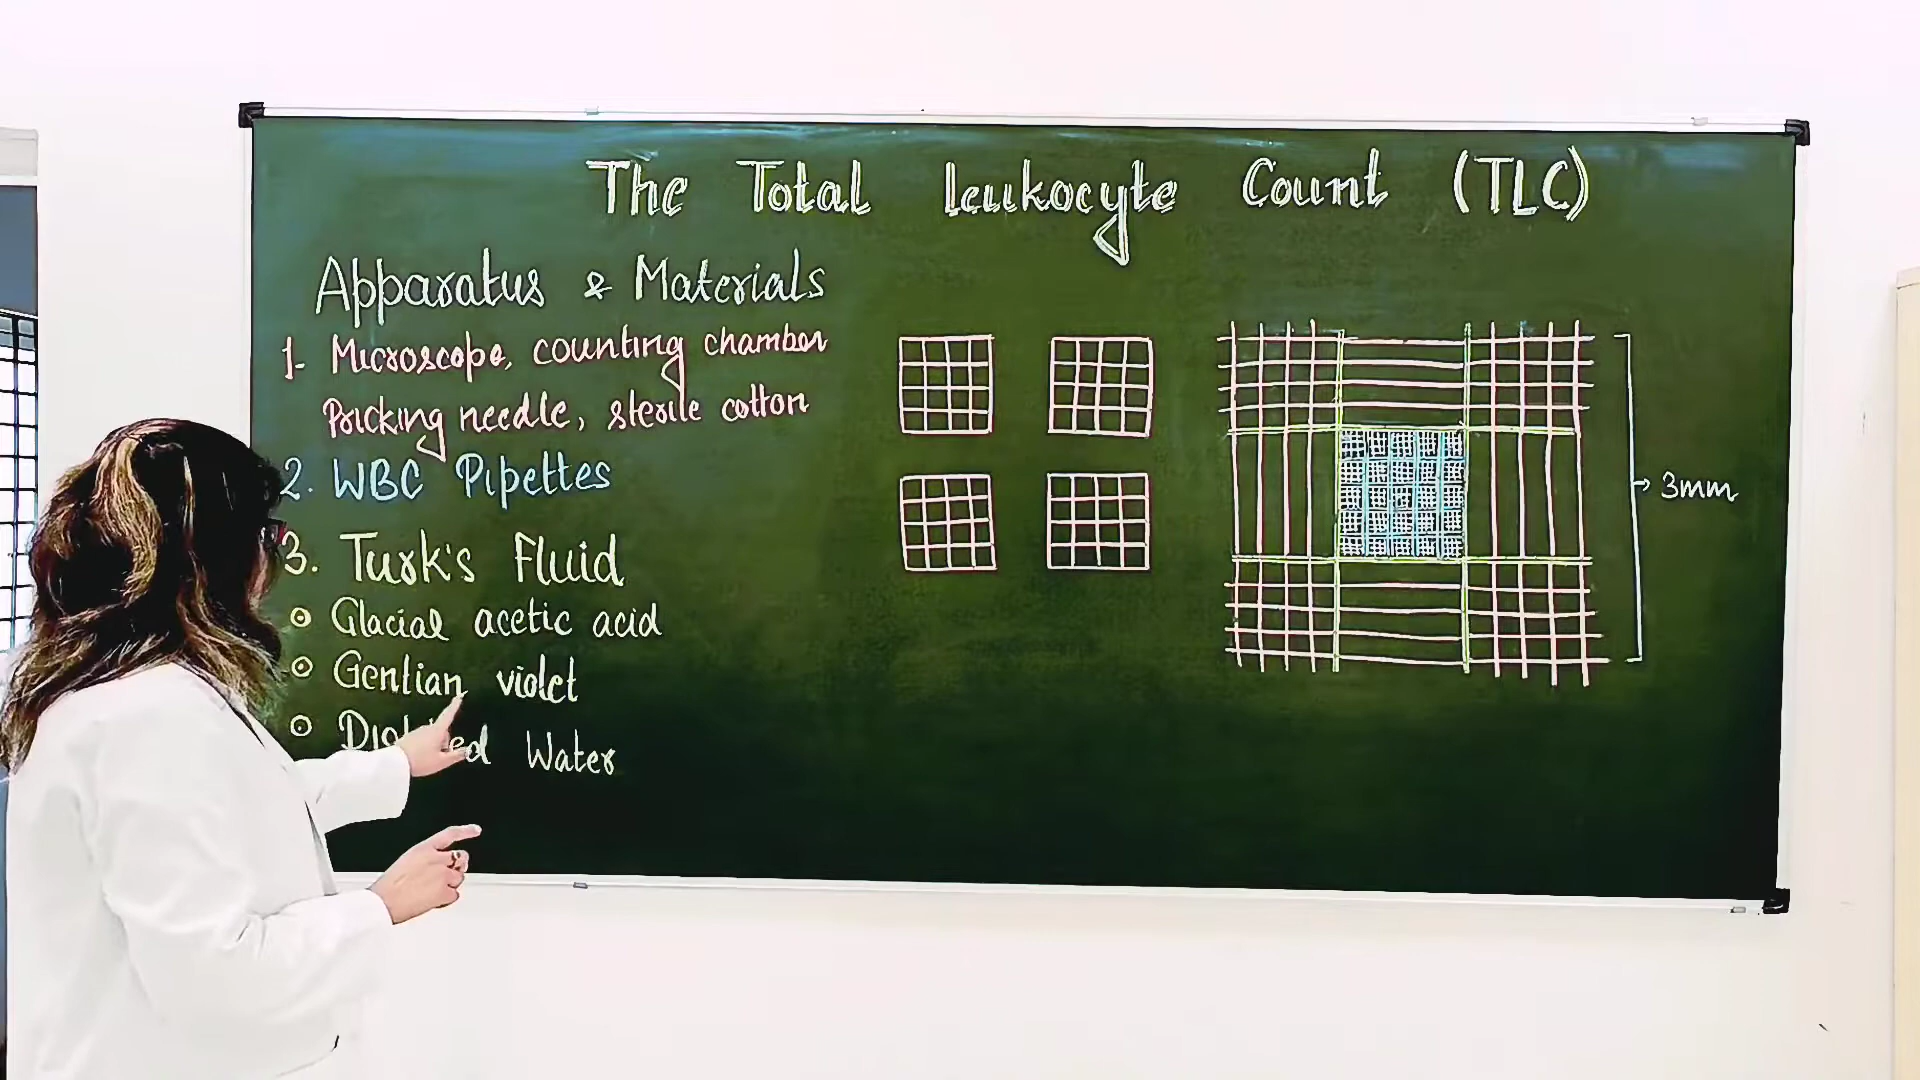 The Total Leukocyte Count (TLC)
Apparatus & Materials
1. Microscope, counting chamber
Pricking needle, sterile cotton
2. WBC Pipettes
3. Turk's Fluid
Glacial acetic acid
Gentian violet
Water
3mm